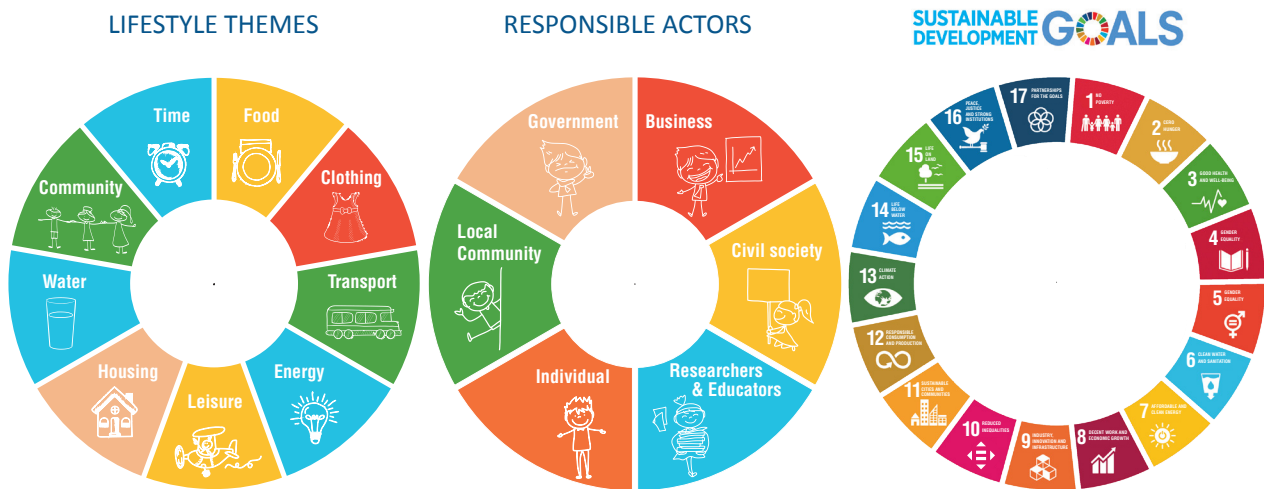 LIFESTYLE THEMES
Time
Food
Clothing
Transport
Energy
Leisure
Housing
Water
Community
RESPONSIBLE ACTORS
Government
Business
Civil society
Researchers
& Educators
Individual
Local
Community
SUSTAINABLE
DEVELOPMENT
GOALS
1 NO
POVERTY
2 ZERO
HUNGER
3 GOOD HEALTH
AND WELL-BEING
4 GENDER
EQUALITY
5 GENDER
EQUALITY
6 CLEAN WATER
AND SANITATION
7 AFFORDABLE AND
CLEAN ENERGY
8 DECENT WORK AND
ECONOMIC GROWTH
9 INDUSTRY,
INNOVATION AND
INFRASTRUCTURE
10 REDUCED
INEQUALITIES
11 SUSTAINABLE
CITIES AND
COMMUNITIES
12 RESPONSIBLE
CONSUMPTION
AND PRODUCTION
13 CLIMATE
ACTION
14 LIFE
BELOW
WATER
15 LIFE
ON
LAND
16 PEACE,
JUSTICE
AND STRONG
INSTITUTIONS
17 PARTNERSHIPS
FOR THE GOALS